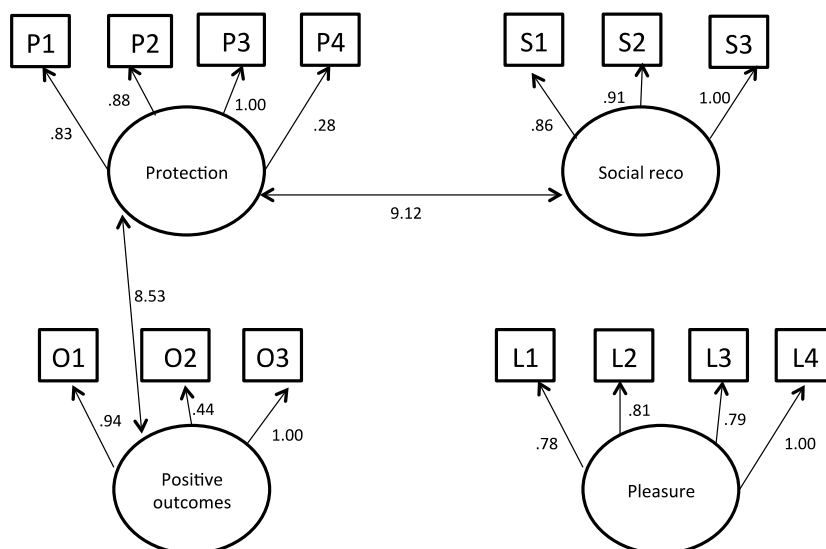 P1 P2 P3 P4 S1 S2 S3
.83 .88 1.00 .28 .86 .91 1.00
Protection Social reco
9.12
8.53
O1 O2 O3 L1 L2 L3 L4
.94 .44 1.00 .78 .81 .79 1.00
Positive
outcomes
Pleasure